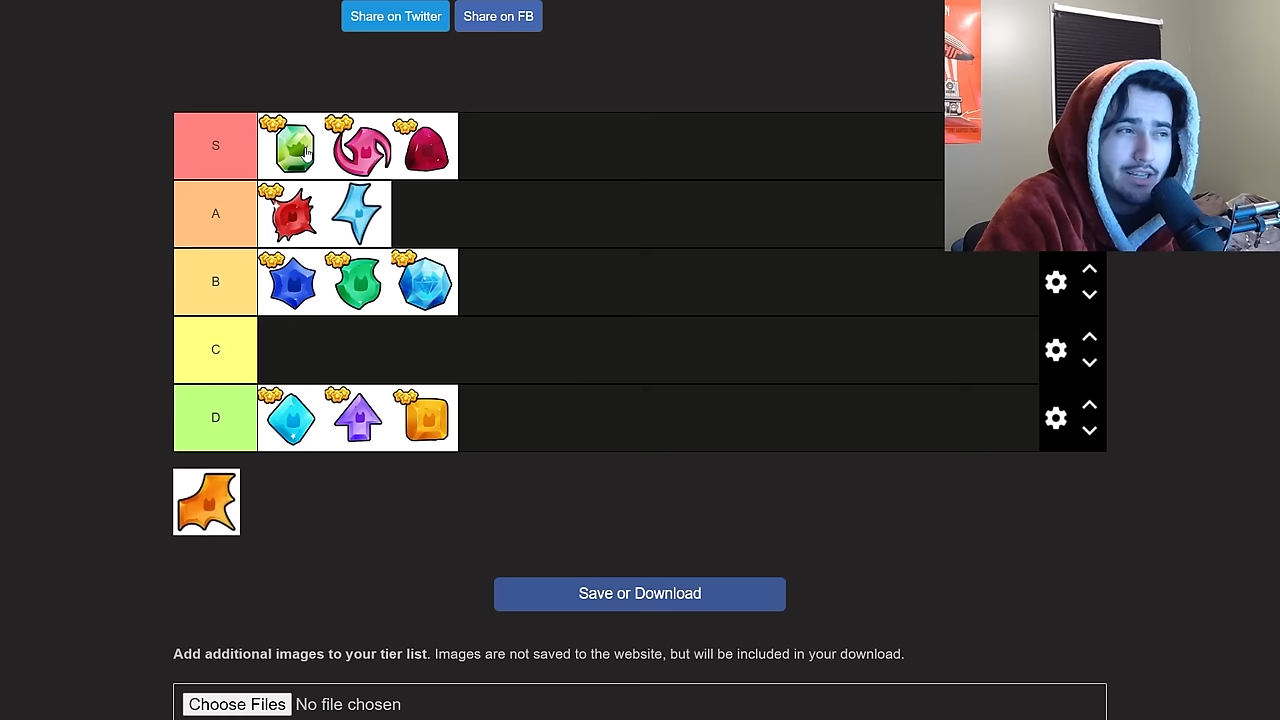 Share on Twitter
Share on FB
S
A
B
C
D
Save or Download
Add additional images to your tier list. Images are not saved to the website, but will be included in your download.
Choose Files No file chosen